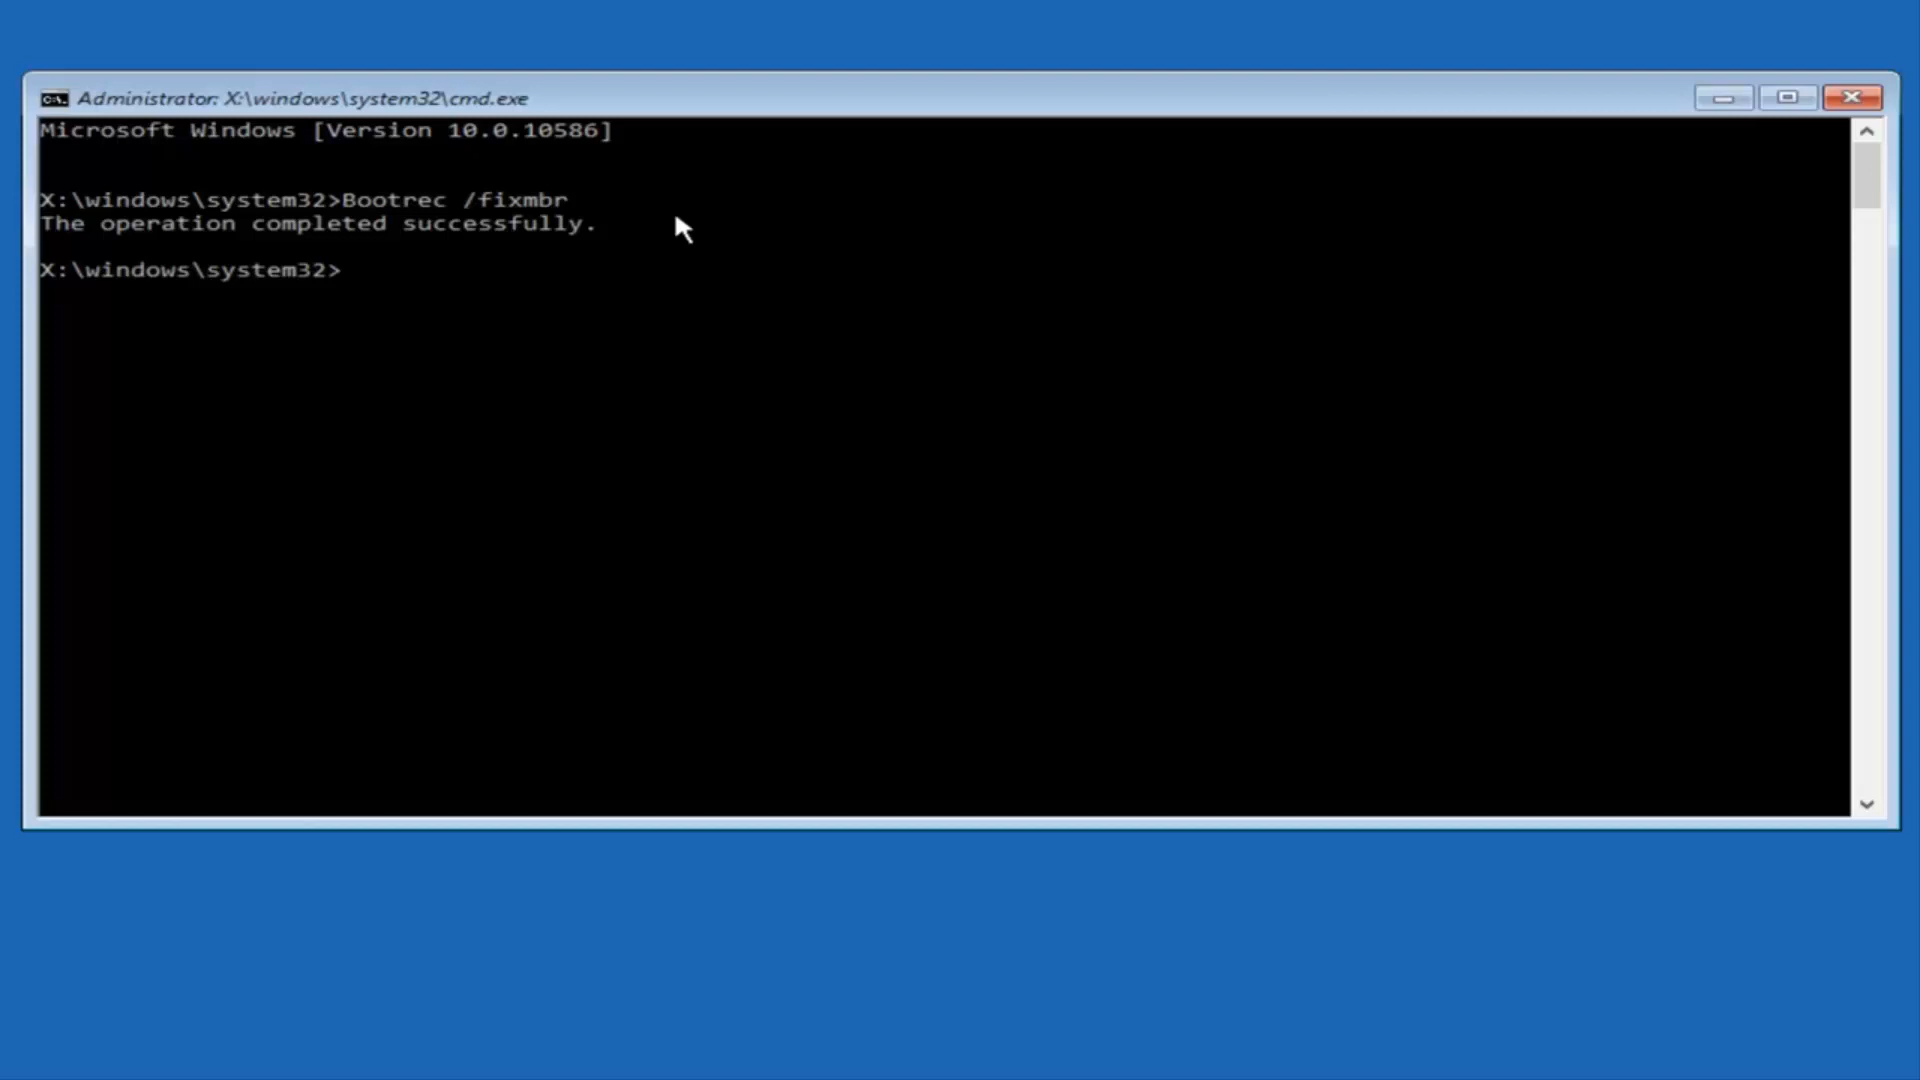 Administrator: X:\windows\system32\cmd.exe
Microsoft Windows [Version 10.0.10586]
X:\windows\system32>Bootrec /fixmbr
The operation completed successfully.
X:\windows\system32>